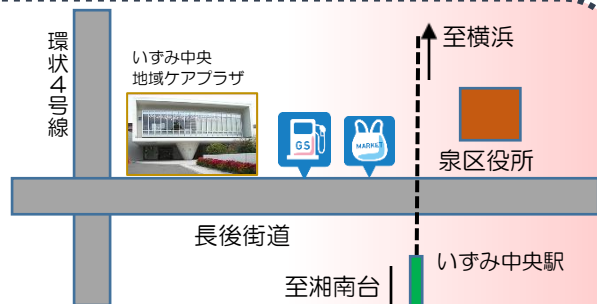 環状4号線
いずみ中央
地域ケアプラザ
至横浜
GS
MARKET
泉区役所
長後街道
いずみ中央駅
至湘南台